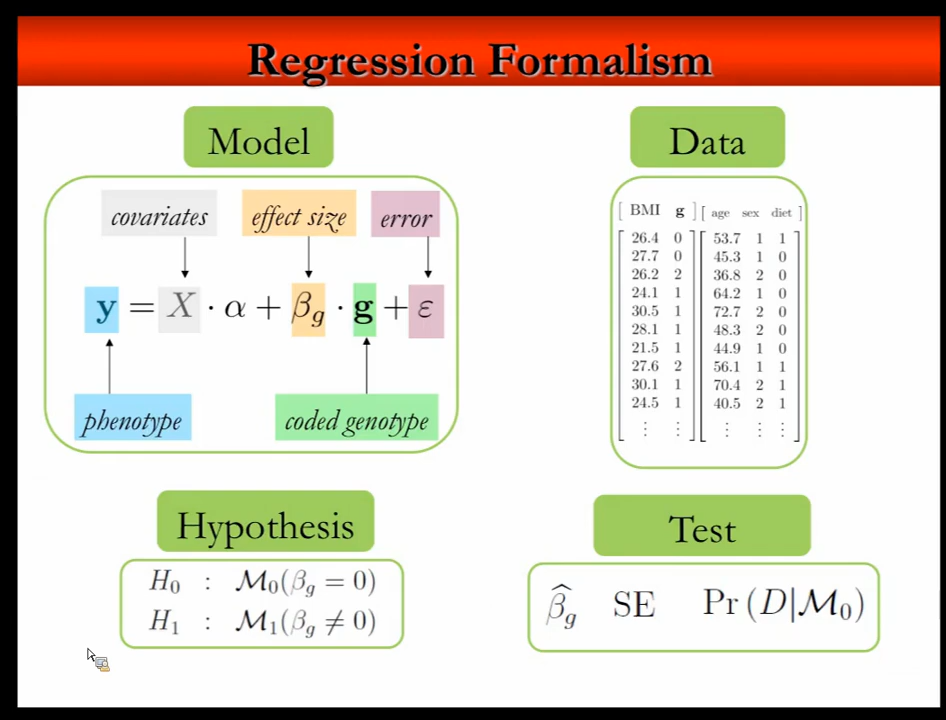 Regression Formalism
Model
covariates
effect size
error
y = X · α + β_g · g + ε
phenotype
coded genotype
Data
[ BMI g ] [ age sex diet ]
26.4 0 53.7 1 1
27.7 0 45.3 1 0
26.2 2 36.8 2 0
24.1 1 64.2 1 0
30.5 1 72.7 2 0
28.1 1 48.3 2 0
21.5 1 44.9 1 0
27.6 2 56.1 1 1
30.1 1 70.4 2 1
24.5 1 40.5 2 1
⋮ ⋮ ⋮ ⋮ ⋮
Hypothesis
H₀ : ℳ₀(β_g = 0)
H₁ : ℳ₁(β_g ≠ 0)
Test
β̂_g SE Pr (D|ℳ₀)